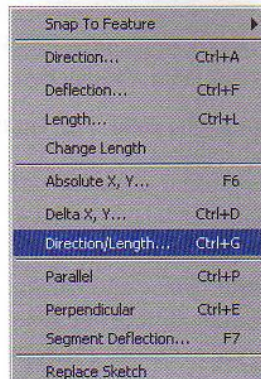 Snap To Feature
Direction... Ctrl+A
Deflection... Ctrl+F
Length... Ctrl+L
Change Length
Absolute X, Y... F6
Delta X, Y... Ctrl+D
Direction/Length... Ctrl+G
Parallel Ctrl+P
Perpendicular Ctrl+E
Segment Deflection... F7
Replace Sketch